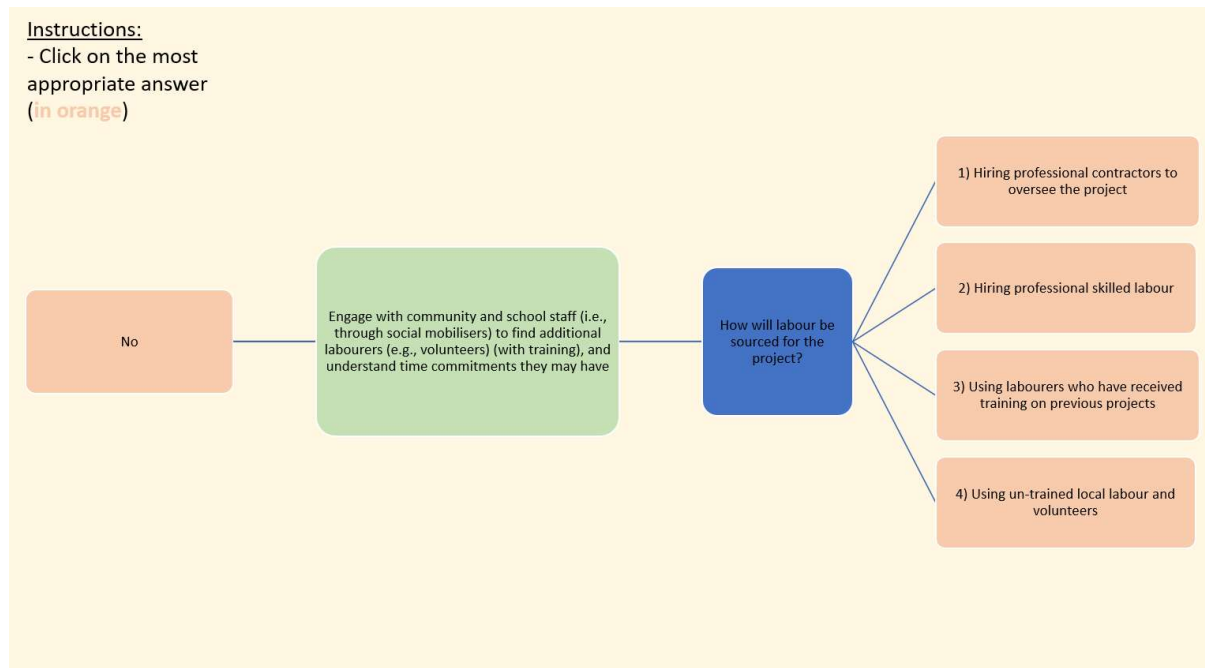 Instructions:
- Click on the most
appropriate answer
(in orange)
No
Engage with community and school staff (i.e.,
through social mobilisers) to find additional
labourers (e.g., volunteers) (with training), and
understand time commitments they may have
How will labour be
sourced for the
project?
1) Hiring professional contractors to
oversee the project
2) Hiring professional skilled labour
3) Using labourers who have received
training on previous projects
4) Using un-trained local labour and
volunteers